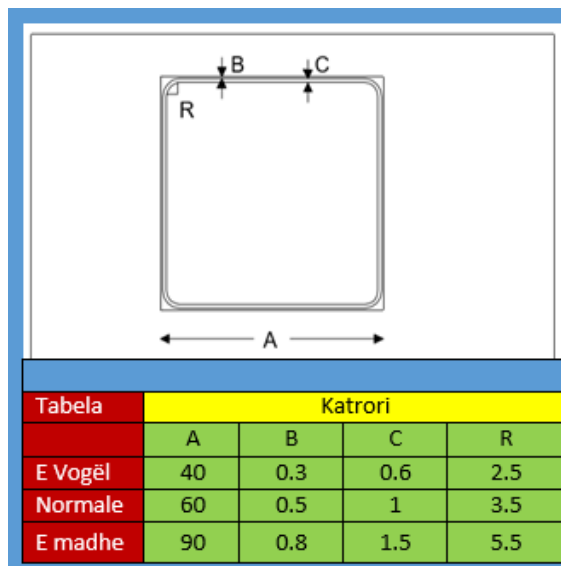 B C
R
A
Tabela Katrori
A B C R
E Vogël 40 0.3 0.6 2.5
Normale 60 0.5 1 3.5
E madhe 90 0.8 1.5 5.5